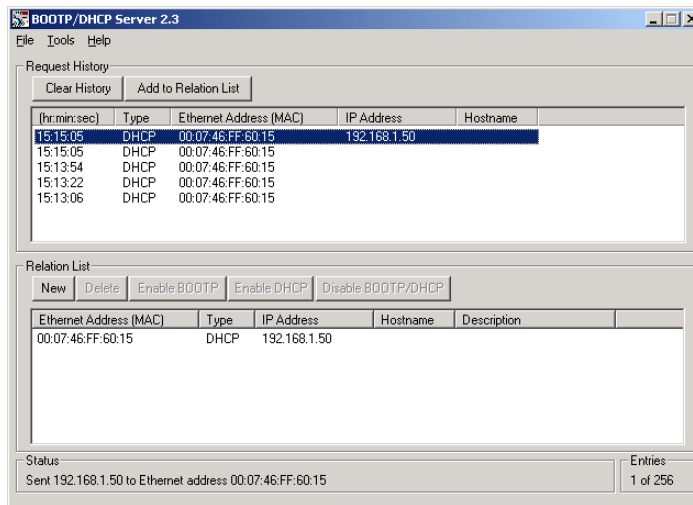 BOOTP/DHCP Server 2.3
File Tools Help
Request History
Clear History Add to Relation List
(hr:min:sec) Type Ethernet Address (MAC) IP Address Hostname
15:15:05 DHCP 00:07:46:FF:60:15 192.168.1.50
15:15:05 DHCP 00:07:46:FF:60:15
15:13:54 DHCP 00:07:46:FF:60:15
15:13:22 DHCP 00:07:46:FF:60:15
15:13:06 DHCP 00:07:46:FF:60:15
Relation List
New Delete Enable BOOTP Enable DHCP Disable BOOTP/DHCP
Ethernet Address (MAC) Type IP Address Hostname Description
00:07:46:FF:60:15 DHCP 192.168.1.50
Status Entries
Sent 192.168.1.50 to Ethernet address 00:07:46:FF:60:15 1 of 256